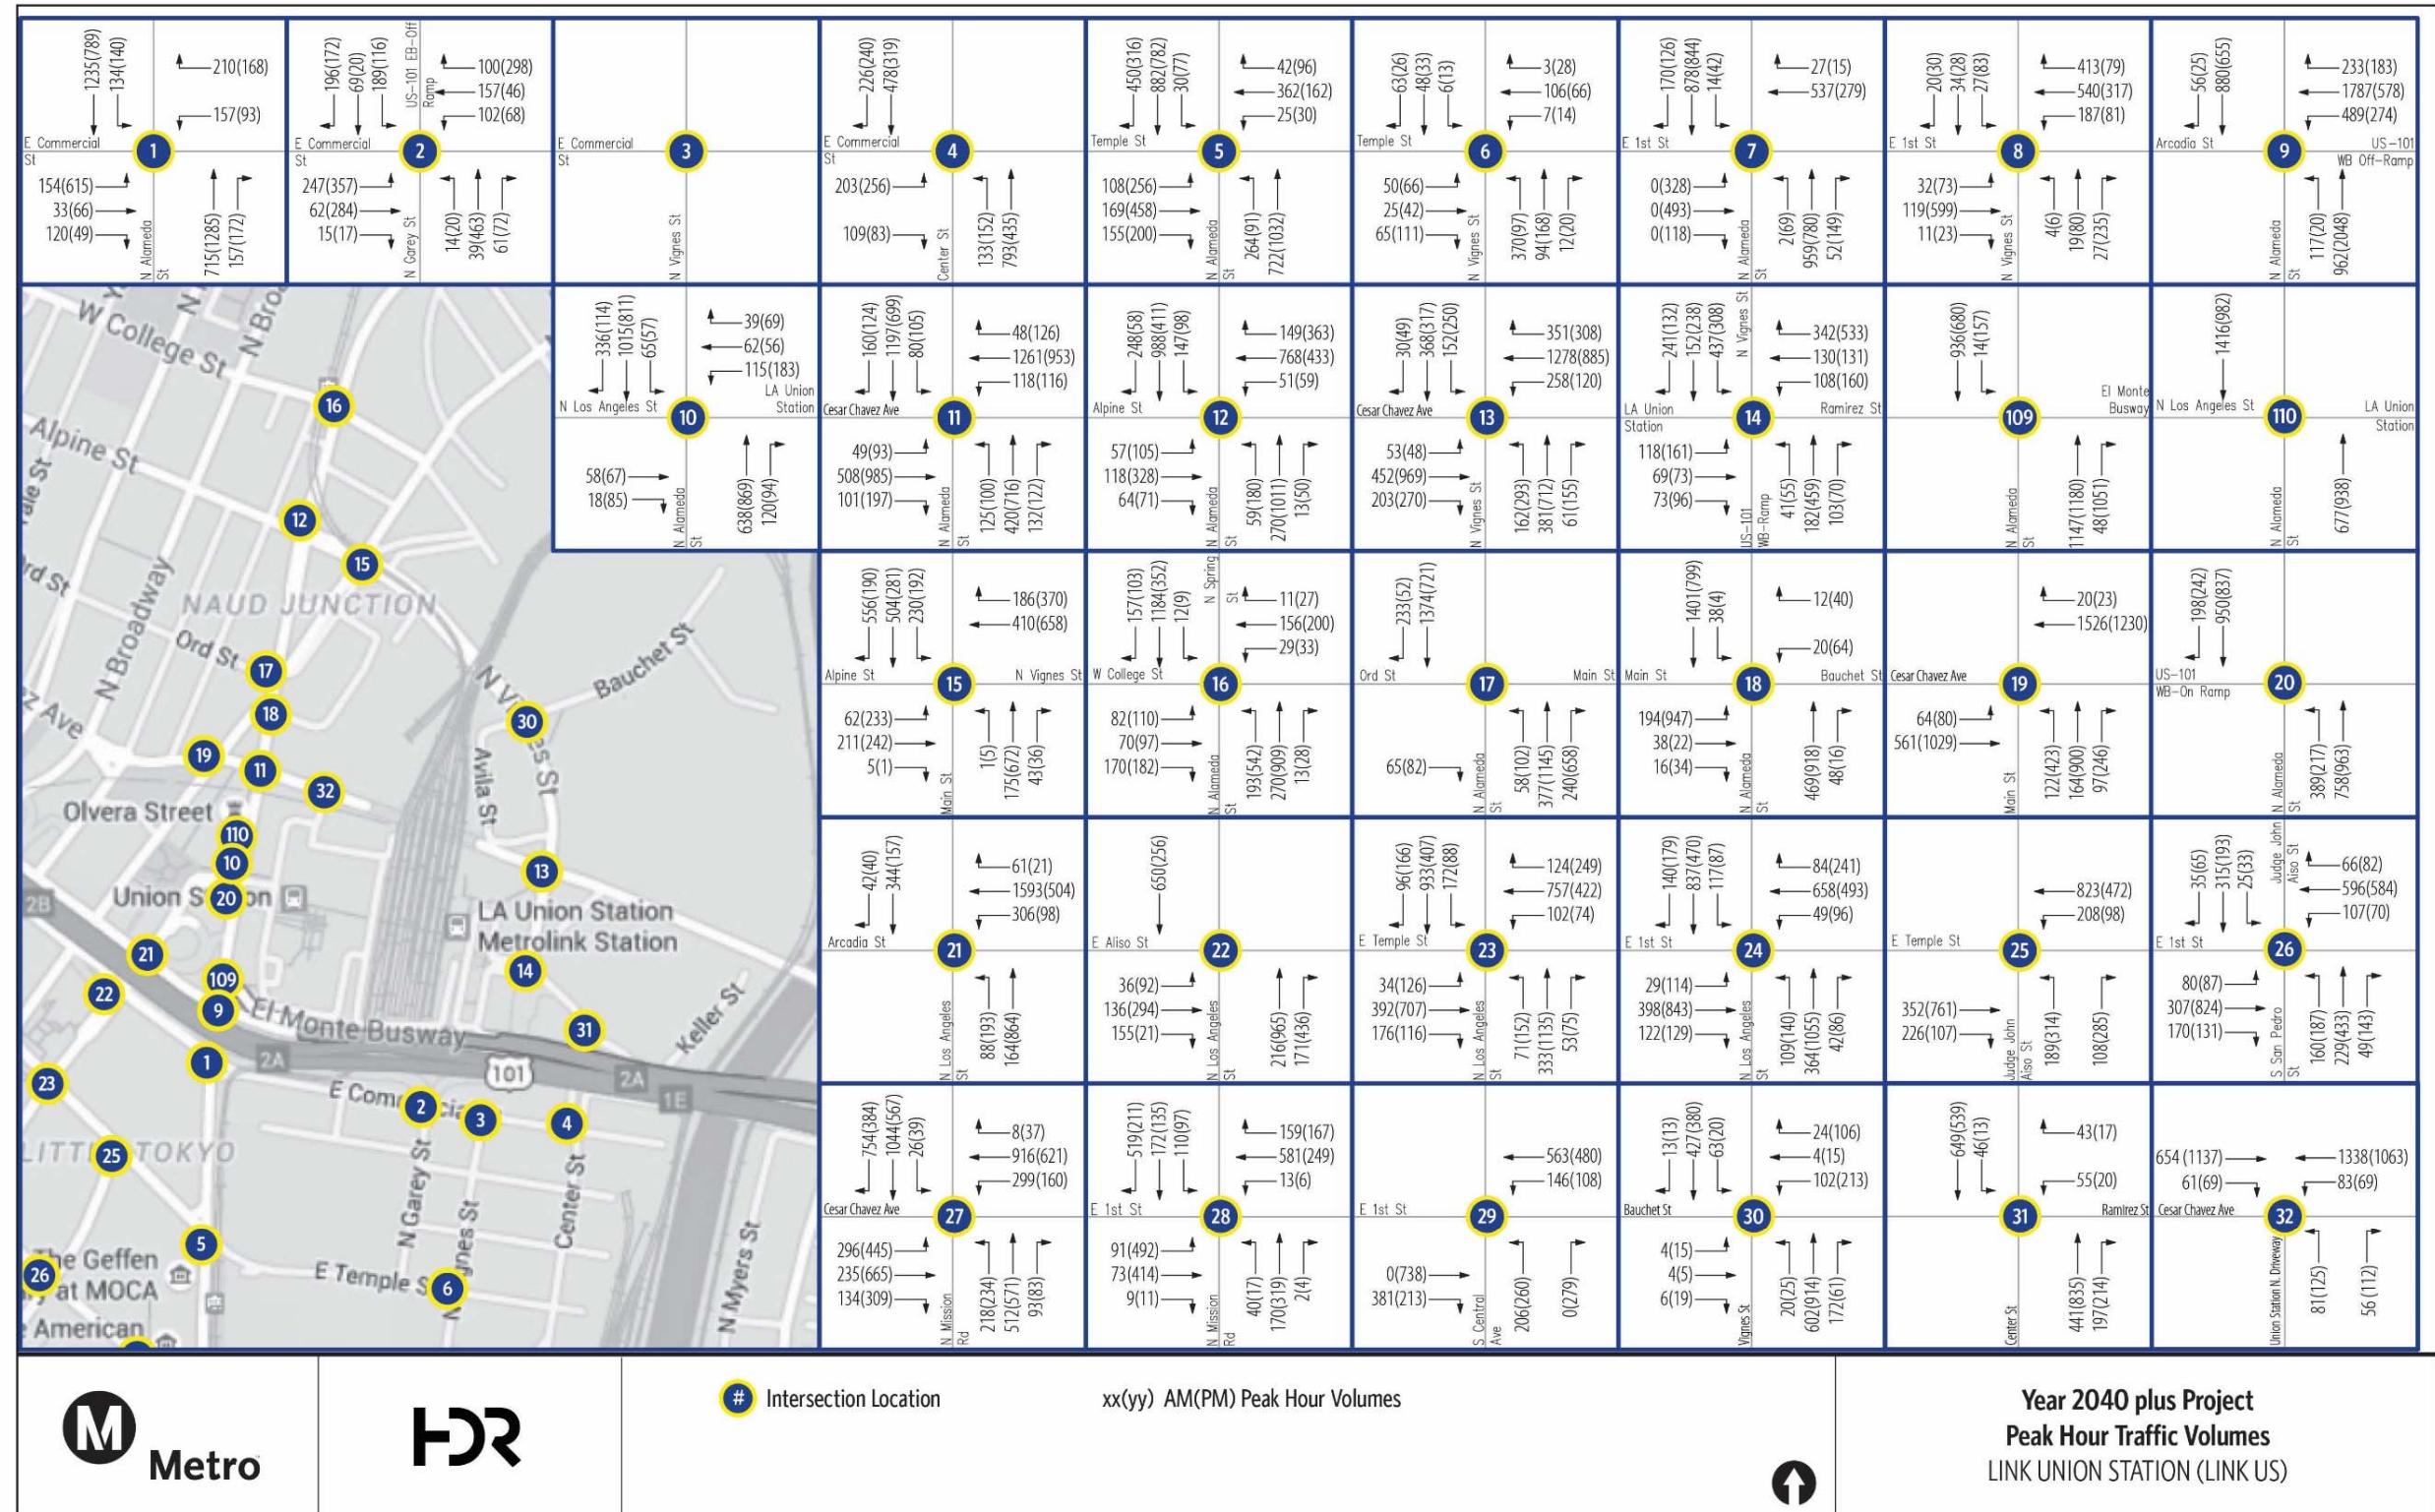 1235(789)
134(140)
210(168)
157(93)
E Commercial
St
1
154(615)
33(66)
120(49)
N Alameda
St
715(1285)
157(172)
196(172)
69(20)
189(116)
US-101 EB-Off
Ramp
100(298)
157(46)
102(68)
E Commercial
St
2
247(357)
62(284)
15(17)
N Garey St
14(20)
39(463)
61(72)
E Commercial
St
3
N Vignes St
226(240)
478(319)
E Commercial
St
4
203(256)
109(83)
Center St
133(152)
793(435)
450(316)
882(782)
30(77)
42(96)
362(162)
25(30)
Temple St
5
108(256)
169(458)
155(200)
N Alameda
St
264(91)
722(1032)
63(26)
48(33)
6(13)
3(28)
106(66)
7(14)
Temple St
6
50(66)
25(42)
65(111)
N Vignes St
370(97)
94(168)
12(20)
170(126)
878(844)
14(42)
27(15)
537(279)
E 1st St
7
0(328)
0(493)
0(118)
N Alameda
St
2(69)
959(780)
52(149)
20(30)
34(28)
27(83)
413(79)
540(317)
187(81)
E 1st St
8
32(73)
119(599)
11(23)
N Vignes St
4(6)
19(80)
27(235)
56(25)
880(655)
233(183)
1787(578)
489(274)
Arcadia St
9
US-101
WB Off-Ramp
N Alameda
St
117(20)
962(2048)
336(114)
1015(811)
65(57)
39(69)
62(56)
115(183)
LA Union
Station
N Los Angeles St
10
58(67)
18(85)
N Alameda
St
638(869)
120(94)
160(124)
1197(699)
80(105)
48(126)
1261(953)
118(116)
Cesar Chavez Ave
11
49(93)
508(985)
101(197)
N Alameda
St
125(100)
420(716)
132(122)
248(58)
988(411)
147(98)
149(363)
768(433)
51(59)
Alpine St
12
57(105)
118(328)
64(71)
N Alameda
St
59(180)
270(1011)
13(50)
30(49)
368(317)
152(250)
351(308)
1278(885)
258(120)
Cesar Chavez Ave
13
53(48)
452(969)
203(270)
N Vignes St
162(293)
381(712)
61(155)
241(132)
152(238)
437(308)
N Vignes St
342(533)
130(131)
108(160)
LA Union
Station
14
Ramirez St
118(161)
69(73)
73(96)
US-101
WB-Ramp
41(55)
182(459)
103(70)
936(680)
14(157)
El Monte
Busway
109
N Alameda
St
1147(1180)
48(1051)
1416(982)
N Los Angeles St
110
LA Union
Station
N Alameda
St
677(938)
556(190)
504(281)
230(192)
186(370)
410(658)
Alpine St
15
N Vignes St
62(233)
211(242)
5(1)
Main St
1(5)
175(672)
43(36)
157(103)
1184(352)
12(9)
N Spring
St
11(27)
156(200)
29(33)
W College St
16
82(110)
70(97)
170(182)
N Alameda
St
193(542)
270(909)
13(28)
233(52)
1374(721)
Ord St
17
Main St
65(82)
N Alameda
St
58(102)
377(1145)
240(658)
1401(799)
38(4)
12(40)
20(64)
Main St
18
Bauchet St
194(947)
38(22)
16(34)
N Alameda
St
469(918)
48(16)
20(23)
1526(1230)
Cesar Chavez Ave
19
64(80)
561(1029)
Main St
122(423)
164(900)
97(246)
198(242)
950(837)
US-101
WB-On Ramp
20
N Alameda
St
389(217)
758(963)
42(40)
344(157)
61(21)
1593(504)
306(98)
Arcadia St
21
N Los Angeles
St
88(193)
164(864)
650(256)
E Aliso St
22
36(92)
136(294)
155(21)
N Los Angeles
St
216(965)
171(436)
96(166)
933(407)
172(88)
124(249)
757(422)
102(74)
E Temple St
23
34(126)
392(707)
176(116)
N Los Angeles
St
71(152)
333(1135)
53(75)
140(179)
837(470)
117(87)
84(241)
658(493)
49(96)
E 1st St
24
29(114)
398(843)
122(129)
N Los Angeles
St
109(140)
364(1055)
42(86)
823(472)
208(98)
E Temple St
25
352(761)
226(107)
Judge John
Aiso St
189(314)
108(285)
35(65)
315(193)
25(33)
Judge John
Aiso St
66(82)
596(584)
107(70)
E 1st St
26
80(87)
307(824)
170(131)
S San Pedro
St
160(187)
229(433)
49(143)
754(384)
1044(567)
26(39)
8(37)
916(621)
299(160)
Cesar Chavez Ave
27
296(445)
235(665)
134(309)
N Mission
Rd
218(234)
512(571)
93(83)
519(211)
172(135)
110(97)
159(167)
581(249)
13(6)
E 1st St
28
91(492)
73(414)
9(11)
N Mission
Rd
40(17)
170(319)
2(4)
563(480)
146(108)
E 1st St
29
0(738)
381(213)
S Central
Ave
206(260)
0(279)
13(13)
427(380)
63(20)
24(106)
4(15)
102(213)
Bauchet St
30
4(15)
4(5)
6(19)
Vignes St
20(25)
602(914)
172(61)
649(539)
46(13)
43(17)
55(20)
31
Ramirez St
Center St
441(835)
197(214)
654 (1137)
61(69)
1338(1063)
83(69)
Cesar Chavez Ave
32
Union Station N. Driveway
81(125)
56 (112)
W College St
N Bro
16
Alpine St
12
15
rd St
NAUD JUNCTION
N Broadway
Ord St
17
18
Bauchet St
N Vi
30
es St
z Ave
19
11
32
Avila St
Olvera Street
110
10
13
Union S
20
on
LA Union Station
Metrolink Station
2B
21
14
22
109
9
El Monte Busway
31
Keller St
1
2A
101
2A
1E
23
E Com
2
cia
3
4
LITT
25
TOKYO
N Garey St
Center St
N Myers St
5
The Geffen
26
at MOCA
E Temple S
6
American
M
Metro
HDR
# Intersection Location
xx(yy) AM(PM) Peak Hour Volumes
Year 2040 plus Project
Peak Hour Traffic Volumes
LINK UNION STATION (LINK US)